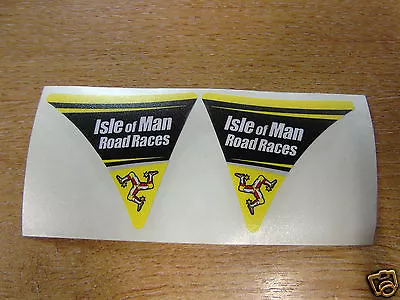 Isle of Man
Road Races
Isle of Man
Road Races